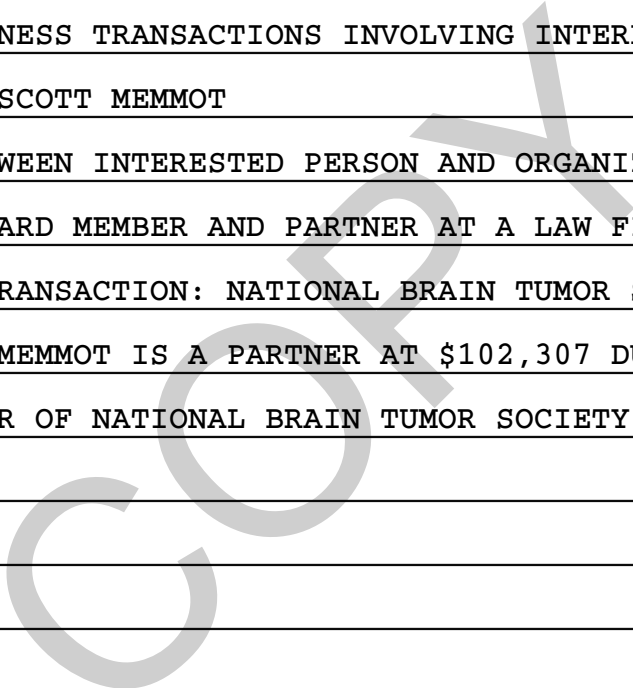 NESS TRANSACTIONS INVOLVING INTER
SCOTT MEMMOT
WEEN INTERESTED PERSON AND ORGANI
ARD MEMBER AND PARTNER AT A LAW F
RANSACTION: NATIONAL BRAIN TUMOR
MEMMOT IS A PARTNER AT $102,307 D
R OF NATIONAL BRAIN TUMOR SOCIETY
COPY